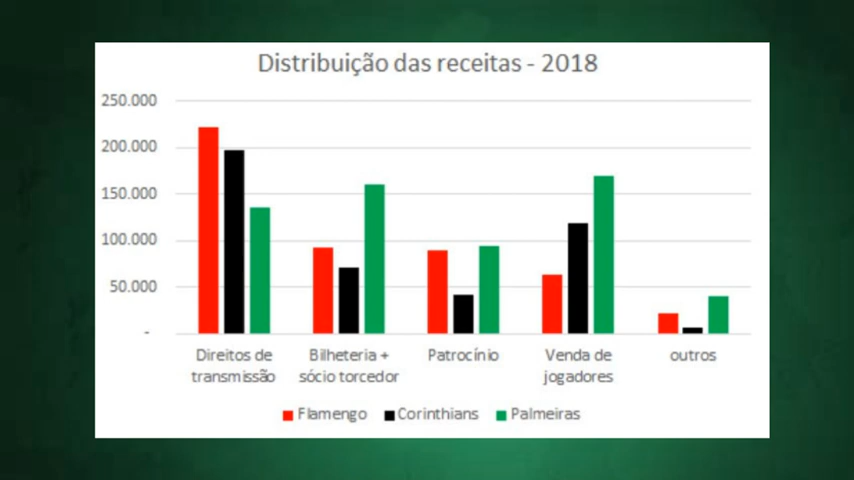 Distribuição das receitas - 2018
250.000
200.000
150.000
100.000
50.000
-
Direitos de transmissão
Bilheteria + sócio torcedor
Patrocínio
Venda de jogadores
outros
Flamengo Corinthians Palmeiras